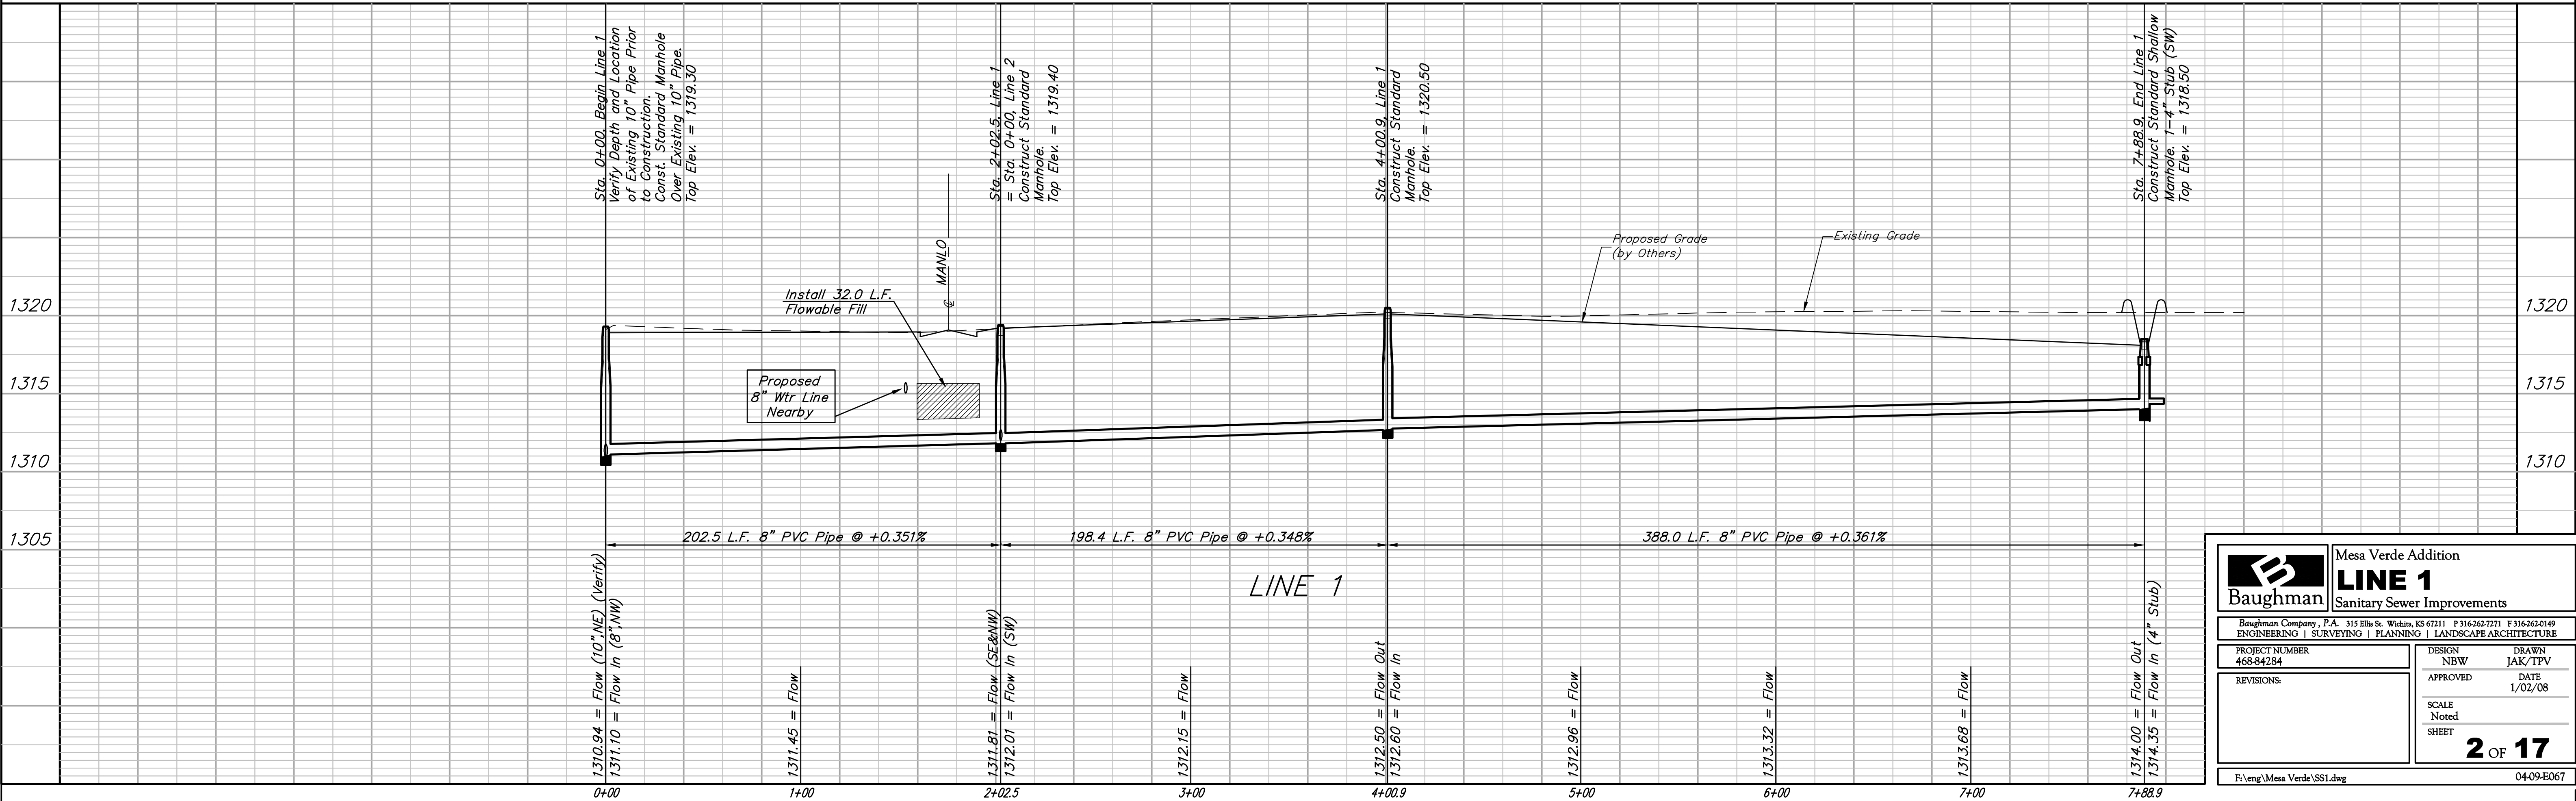 Sta. 0+00, Begin Line 1
Verify Depth and Location
of Existing 10" Pipe Prior
to Construction.
Const. Standard Manhole
Over Existing 10" Pipe.
Top Elev. = 1319.30
Sta. 2+02.5, Line 1
= Sta. 0+00, Line 2
Construct Standard
Manhole.
Top Elev. = 1319.40
Sta. 4+00.9, Line 1
Construct Standard
Manhole.
Top Elev. = 1320.50
Sta. 7+88.9, End Line 1
Construct Standard Shallow
Manhole. 1-4" Stub (SW)
Top Elev. = 1318.50
℄ MANLO
Proposed Grade
(by Others)
Existing Grade
Install 32.0 L.F.
Flowable Fill
Proposed
8" Wtr Line
Nearby
1320
1315
1310
1305
1320
1315
1310
202.5 L.F. 8" PVC Pipe @ +0.351%
198.4 L.F. 8" PVC Pipe @ +0.348%
388.0 L.F. 8" PVC Pipe @ +0.361%
LINE 1
1310.94 = Flow (10",NE) (Verify)
1311.10 = Flow In (8",NW)
1311.45 = Flow
1311.81 = Flow (SE&NW)
1312.01 = Flow In (SW)
1312.15 = Flow
1312.50 = Flow Out
1312.60 = Flow In
1312.96 = Flow
1313.32 = Flow
1313.68 = Flow
1314.00 = Flow Out
1314.35 = Flow In (4" Stub)
0+00
1+00
2+02.5
3+00
4+00.9
5+00
6+00
7+00
7+88.9
B
Baughman
Mesa Verde Addition
LINE 1
Sanitary Sewer Improvements
Baughman Company, P.A. 315 Ellis St. Wichita, KS 67211 P 316-262-7271 F 316-262-0149
ENGINEERING | SURVEYING | PLANNING | LANDSCAPE ARCHITECTURE
PROJECT NUMBER
468-84284
REVISIONS:
DESIGN
NBW
DRAWN
JAK/TPV
APPROVED
DATE
1/02/08
SCALE
Noted
SHEET
2 OF 17
F:\eng\Mesa Verde\SS1.dwg
04-09-E067